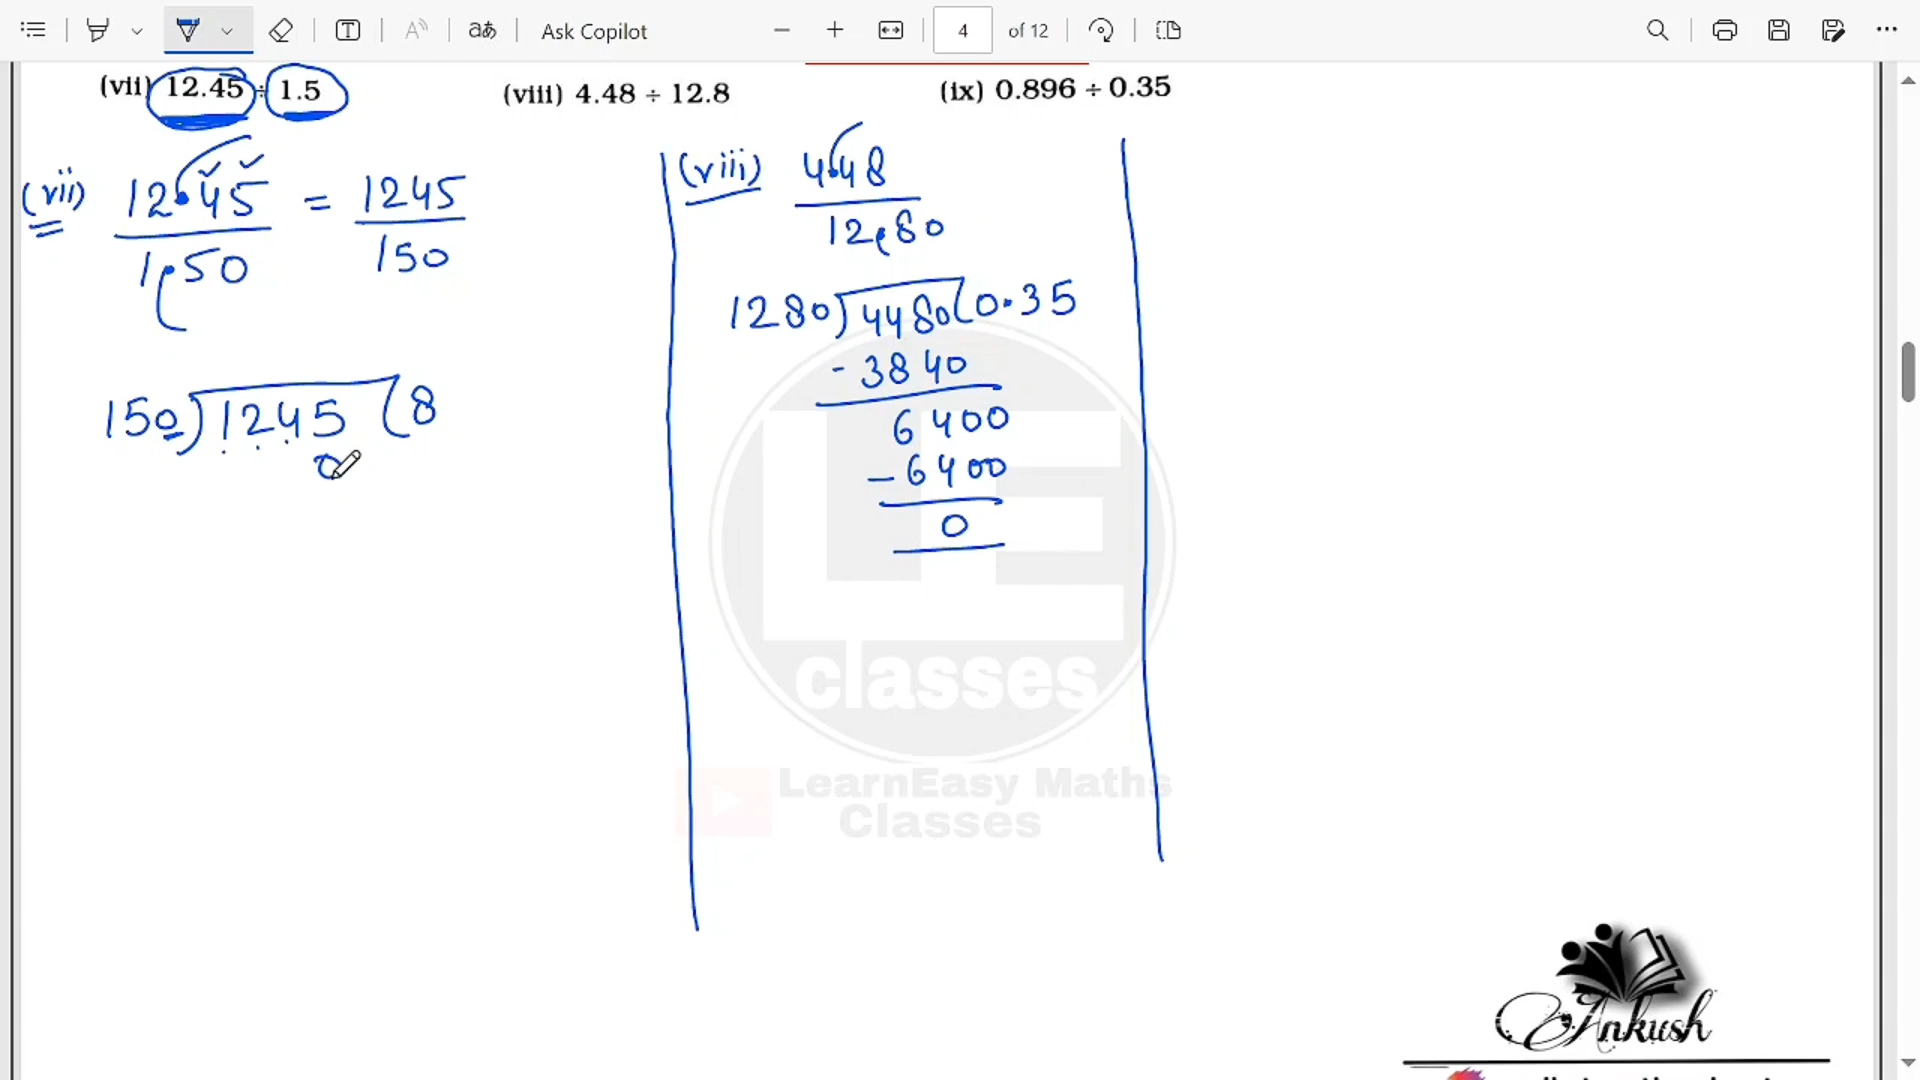 Ask Copilot
4 of 12
(vii) 12.45 ÷ 1.5
(viii) 4.48 ÷ 12.8
(ix) 0.896 ÷ 0.35
(vii) 12.45 / 1.50 = 1245 / 150
150)1245(8
0
(viii) 4.48 / 12.80
1280)4480(0.35
-3840
6400
-6400
0
LE
classes
LearnEasy Maths
Classes
Ankush